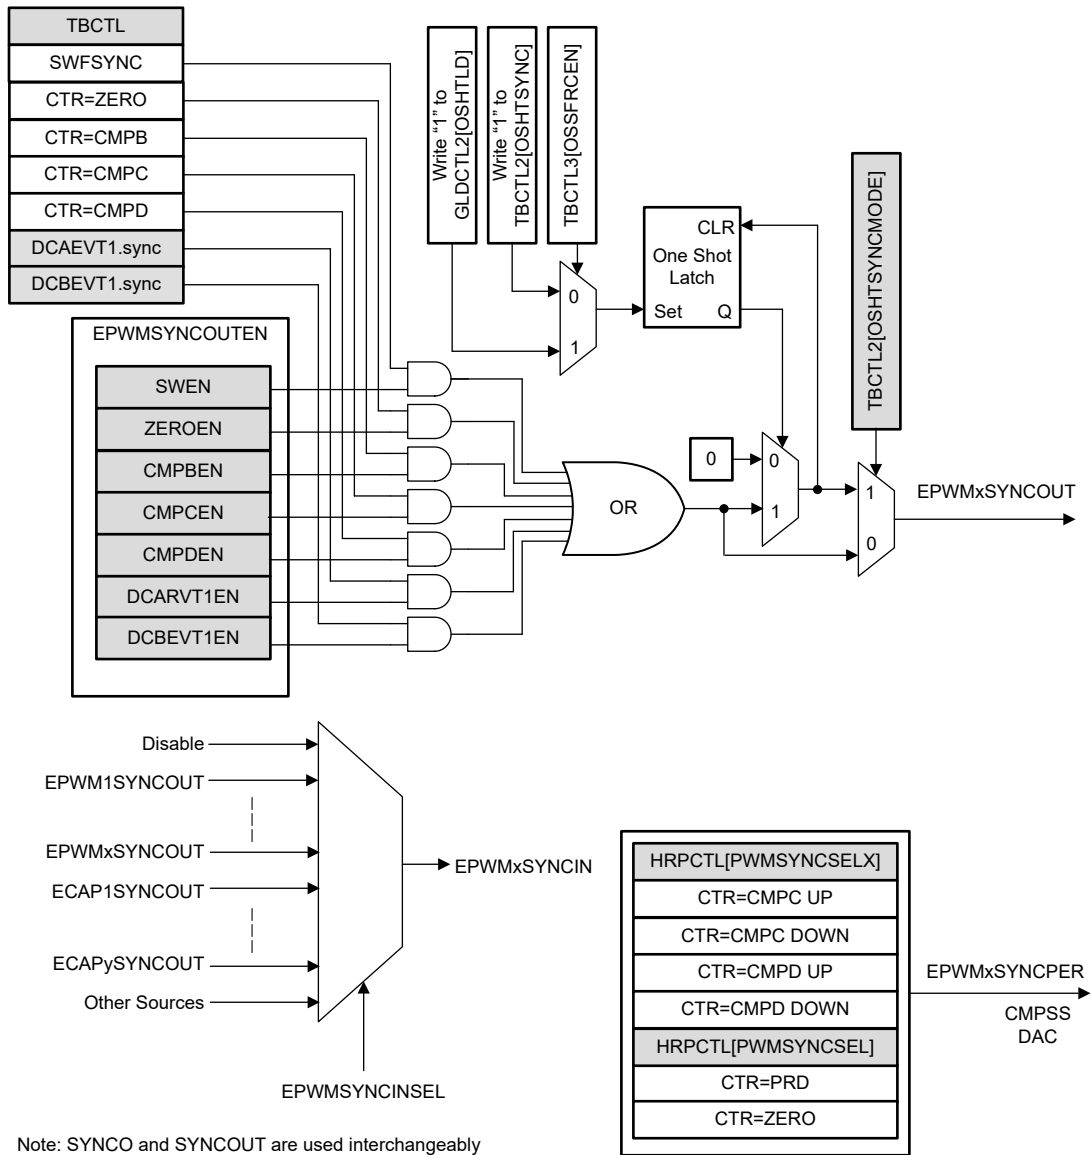 TBCTL
SWFSYNC
CTR=ZERO
CTR=CMPB
CTR=CMPC
CTR=CMPD
DCAEVT1.sync
DCBEVT1.sync
EPWMSYNCOUTEN
SWEN
ZEROEN
CMPBEN
CMPCEN
CMPDEN
DCARVT1EN
DCBEVT1EN
Write “1” to
GLDCTL2[OSHTLD]
Write “1” to
TBCTL2[OSHTSYNC]
TBCTL3[OSSFRCEN]
0
1
CLR
One Shot
Latch
Set
Q
TBCTL2[OSHTSYNCMODE]
OR
0
0
1
1
0
EPWMxSYNCOUT
Disable
EPWM1SYNCOUT
EPWMxSYNCOUT
ECAP1SYNCOUT
ECAPySYNCOUT
Other Sources
EPWMxSYNCIN
EPWMSYNCINSEL
HRPCTL[PWMSYNCSELX]
CTR=CMPC UP
CTR=CMPC DOWN
CTR=CMPD UP
CTR=CMPD DOWN
HRPCTL[PWMSYNCSEL]
CTR=PRD
CTR=ZERO
EPWMxSYNCPER
CMPSS
DAC
Note: SYNCO and SYNCOUT are used interchangeably